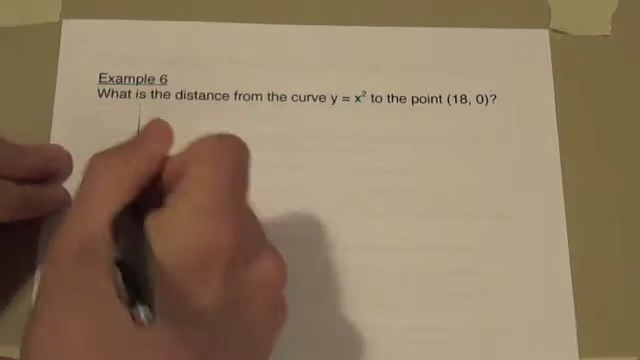 Example 6
What is the distance from the curve y = x² to the point (18, 0)?